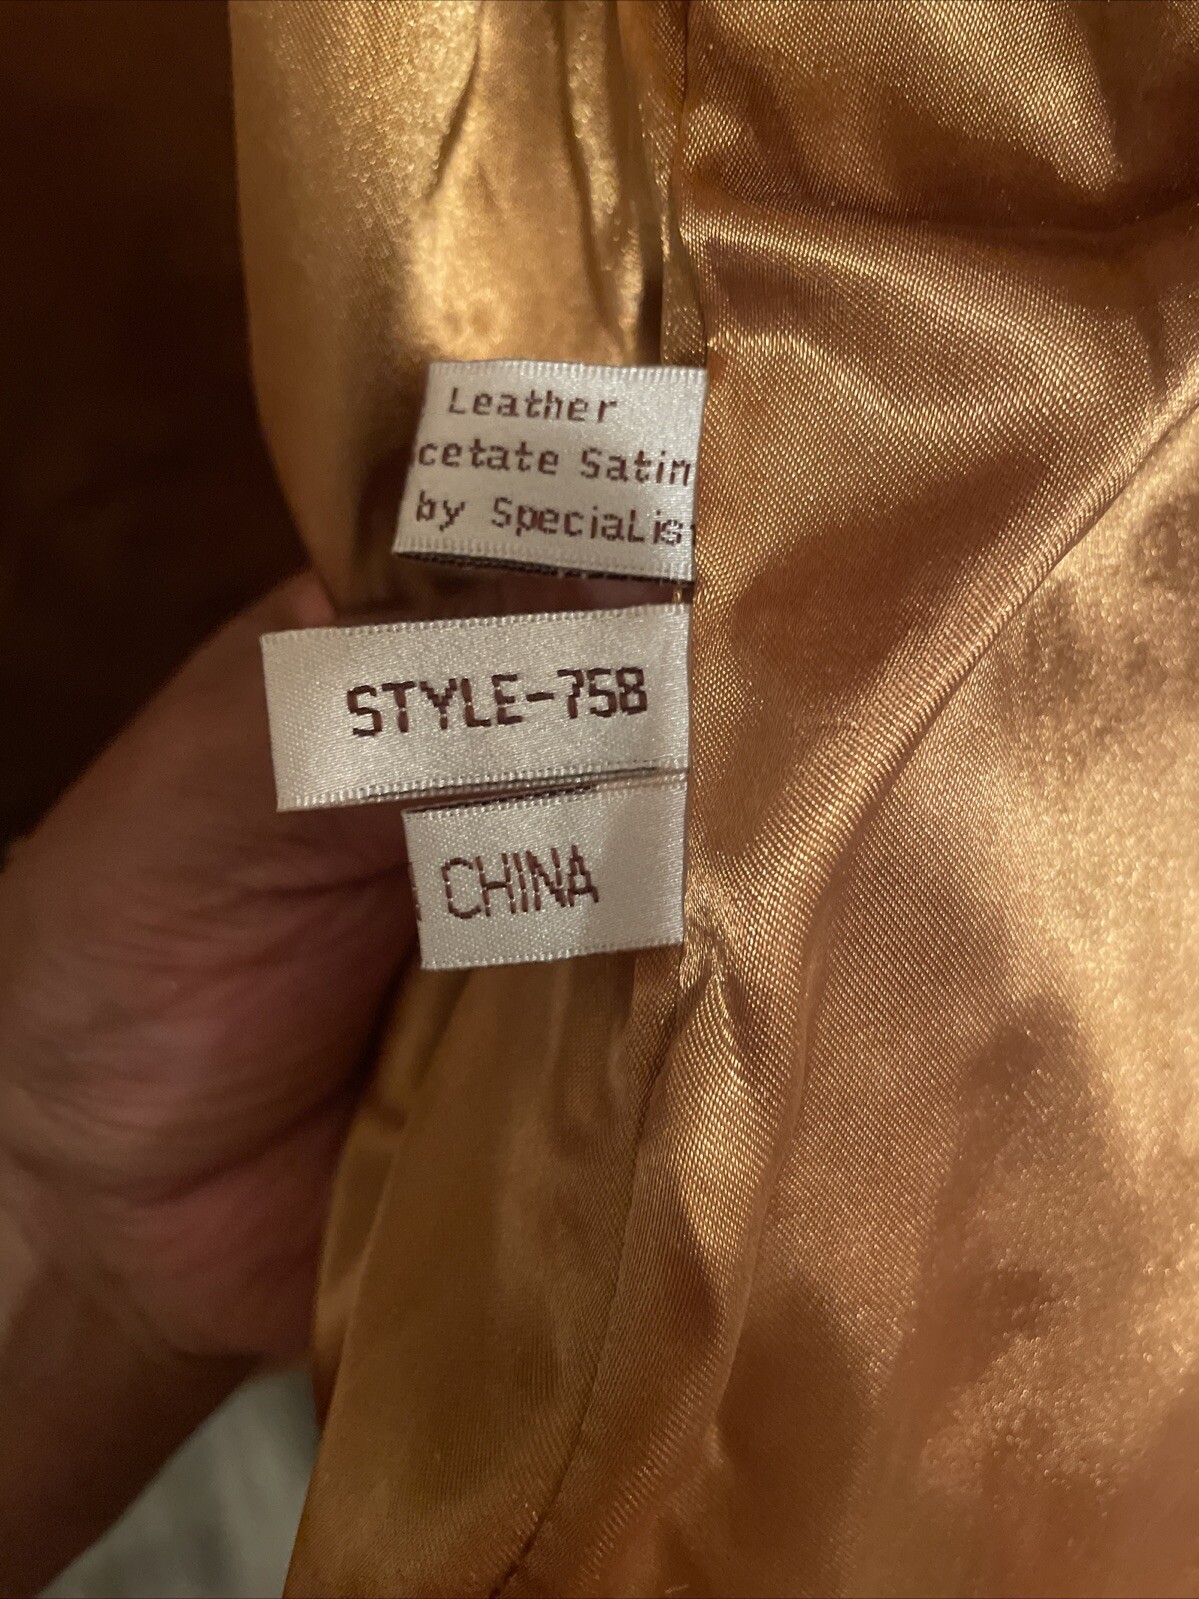 Leather
cetate Satin
by SpeciaLis
STYLE-758
CHINA